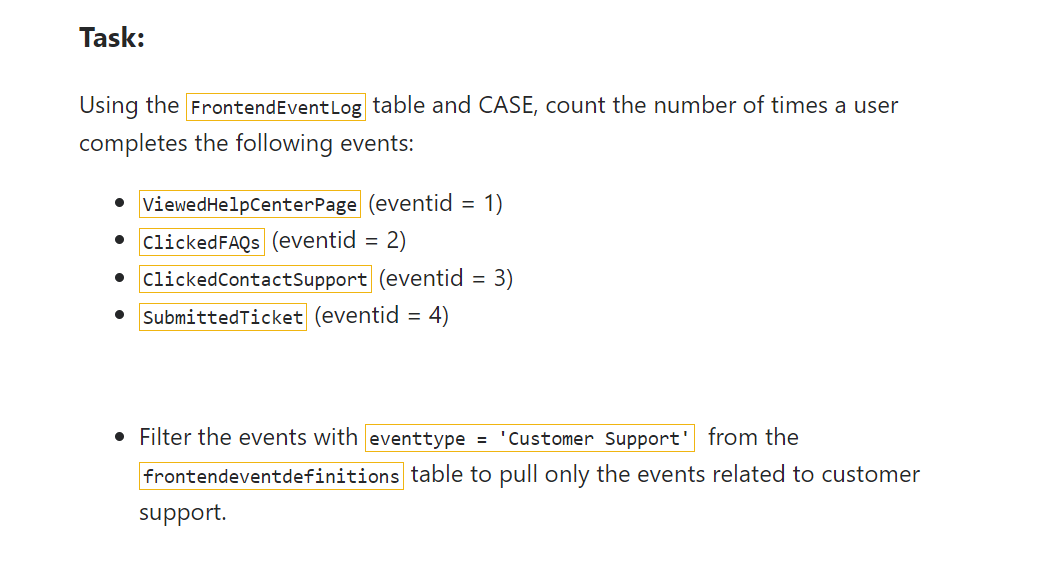 Task:
Using the FrontendEventLog table and CASE, count the number of times a user
completes the following events:
• ViewedHelpCenterPage (eventid = 1)
• ClickedFAQs (eventid = 2)
• ClickedContactSupport (eventid = 3)
• SubmittedTicket (eventid = 4)
• Filter the events with eventtype = 'Customer Support' from the
frontendeventdefinitions table to pull only the events related to customer
support.